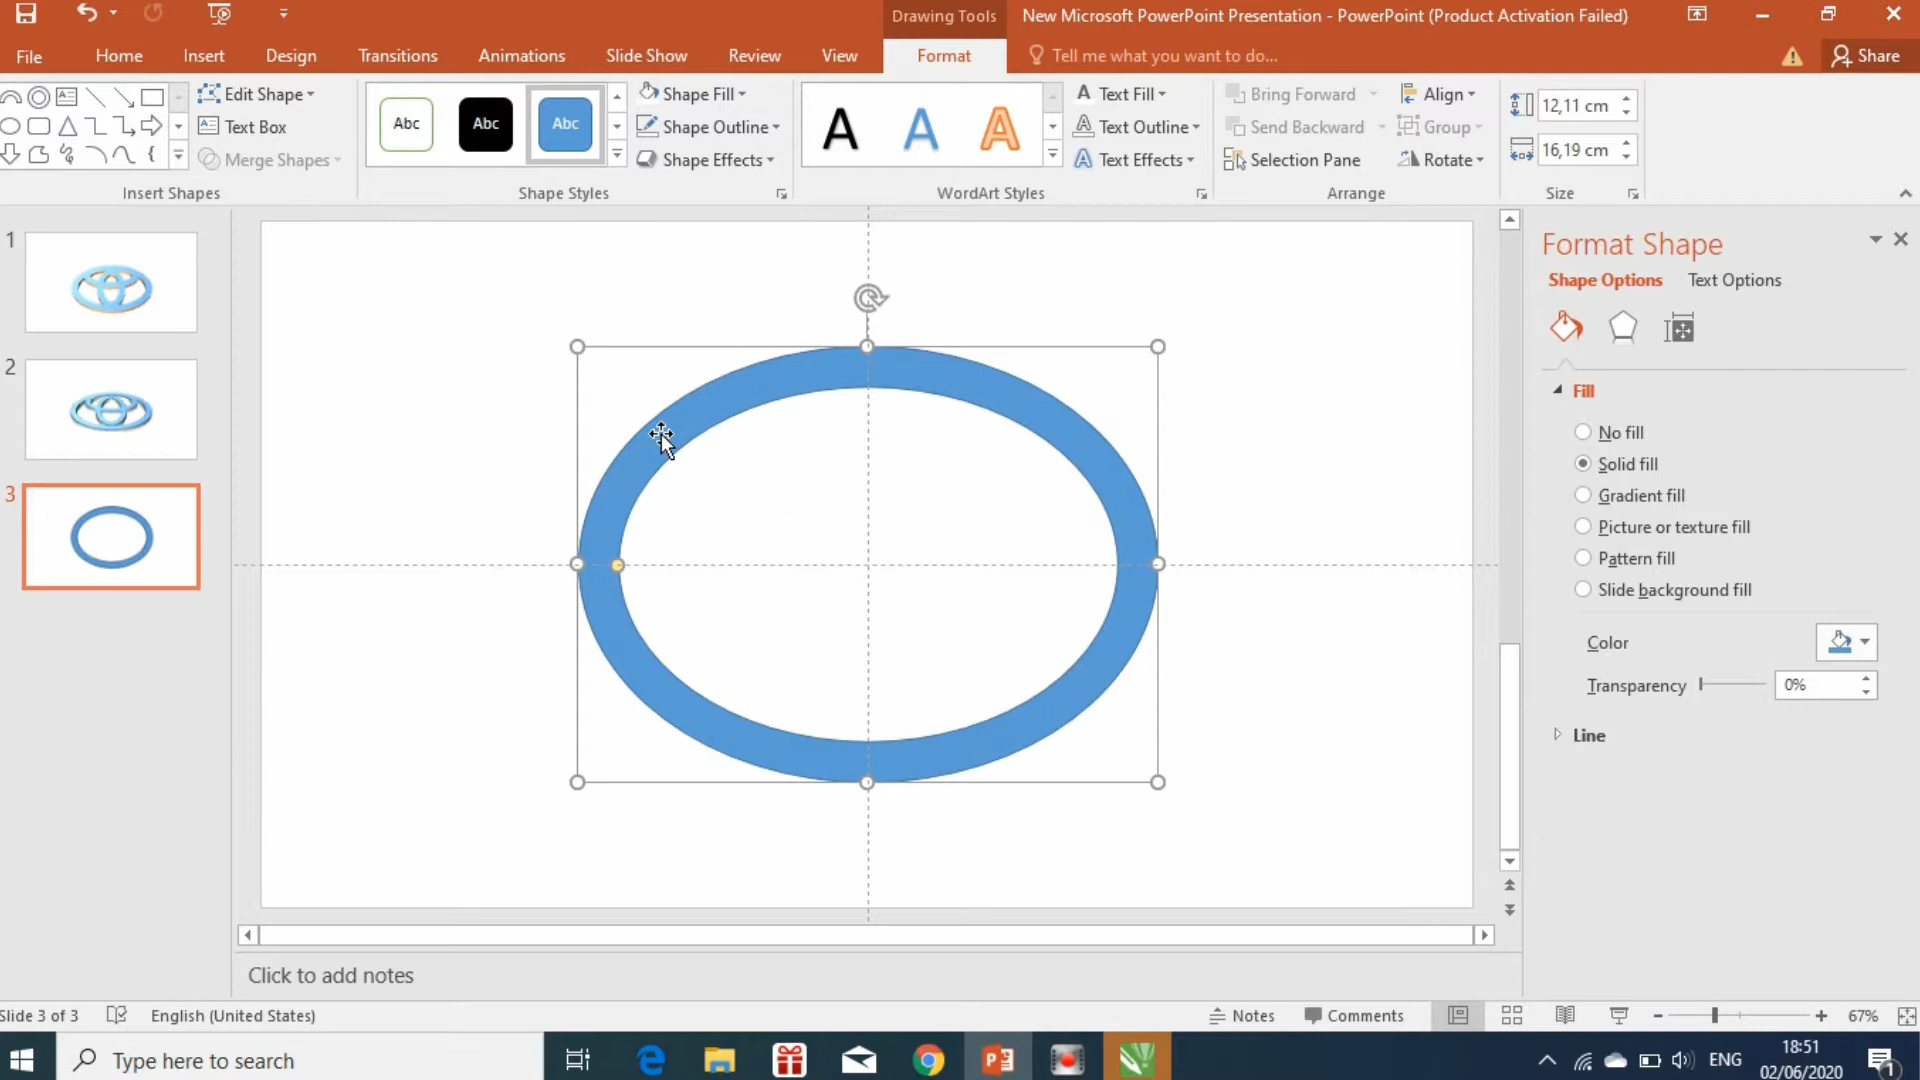 Drawing Tools
New Microsoft PowerPoint Presentation - PowerPoint (Product Activation Failed)
File
Home
Insert
Design
Transitions
Animations
Slide Show
Review
View
Format
Tell me what you want to do...
Share
Edit Shape
Text Box
Merge Shapes
Insert Shapes
Abc
Abc
Abc
Shape Fill
Shape Outline
Shape Effects
Shape Styles
A
A
A
Text Fill
Text Outline
Text Effects
WordArt Styles
Bring Forward
Send Backward
Selection Pane
Align
Group
Rotate
Arrange
12,11 cm
16,19 cm
Size
1
2
3
Format Shape
Shape Options
Text Options
Fill
No fill
Solid fill
Gradient fill
Picture or texture fill
Pattern fill
Slide background fill
Color
Transparency
0%
Line
Click to add notes
Slide 3 of 3
English (United States)
Notes
Comments
67%
Type here to search
ENG
18:51
02/06/2020
1